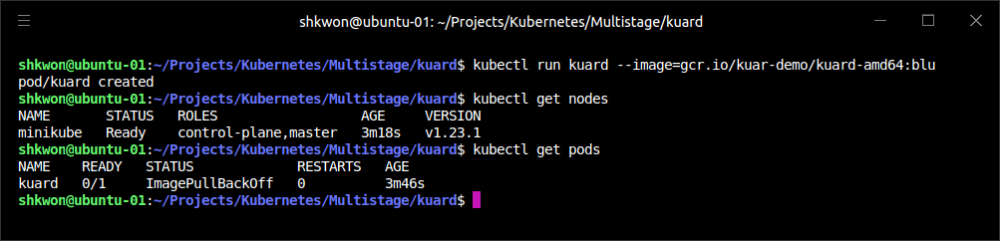 shkwon@ubuntu-01: ~/Projects/Kubernetes/Multistage/kuard
shkwon@ubuntu-01:~/Projects/Kubernetes/Multistage/kuard$ kubectl run kuard --image=gcr.io/kuar-demo/kuard-amd64:blu
pod/kuard created
shkwon@ubuntu-01:~/Projects/Kubernetes/Multistage/kuard$ kubectl get nodes
NAME       STATUS   ROLES                  AGE     VERSION
minikube   Ready    control-plane,master   3m18s   v1.23.1
shkwon@ubuntu-01:~/Projects/Kubernetes/Multistage/kuard$ kubectl get pods
NAME    READY   STATUS             RESTARTS   AGE
kuard   0/1     ImagePullBackOff   0          3m46s
shkwon@ubuntu-01:~/Projects/Kubernetes/Multistage/kuard$